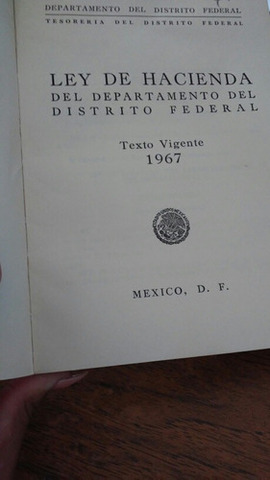 DEPARTAMENTO DEL DISTRITO FEDERAL
TESORERIA DEL DISTRITO FEDERAL
LEY DE HACIENDA
DEL DEPARTAMENTO DEL
DISTRITO FEDERAL
Texto Vigente
1967
MEXICO, D. F.